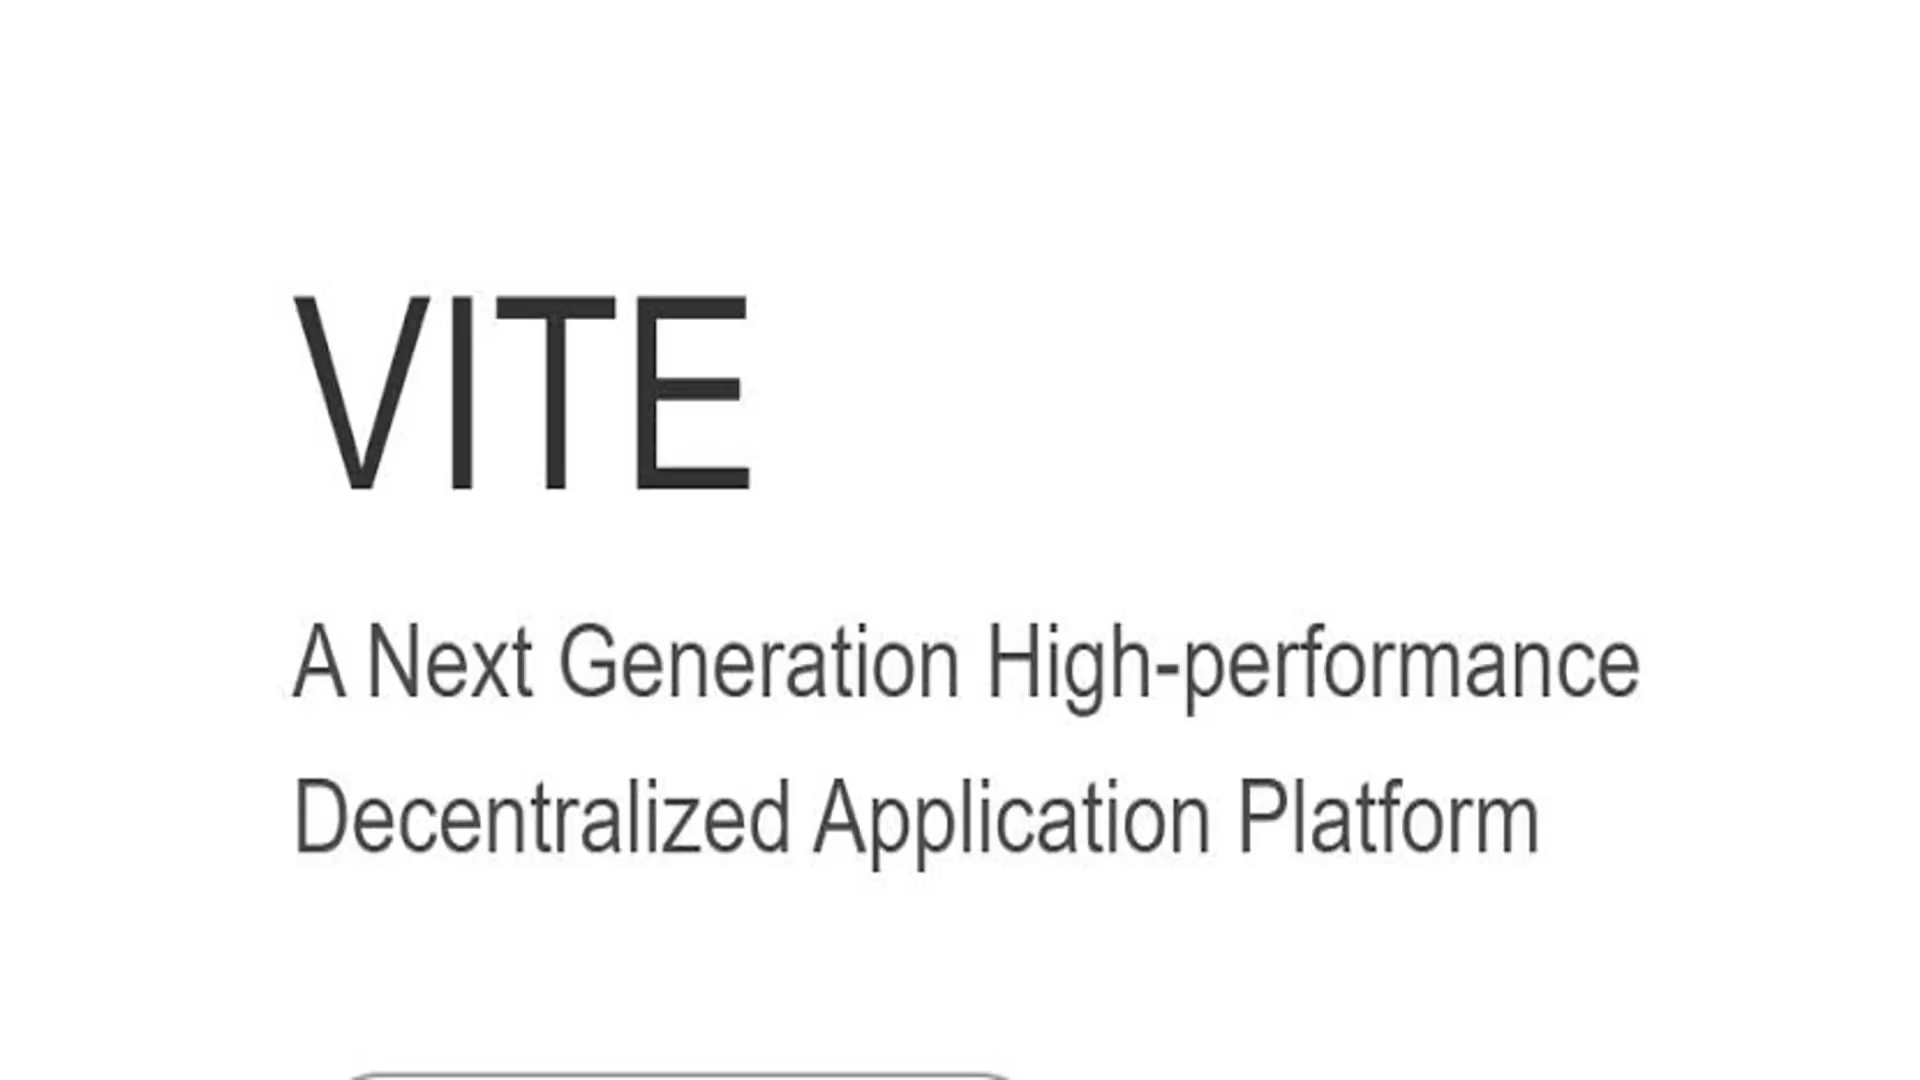 VITE
A Next Generation High-performance
Decentralized Application Platform